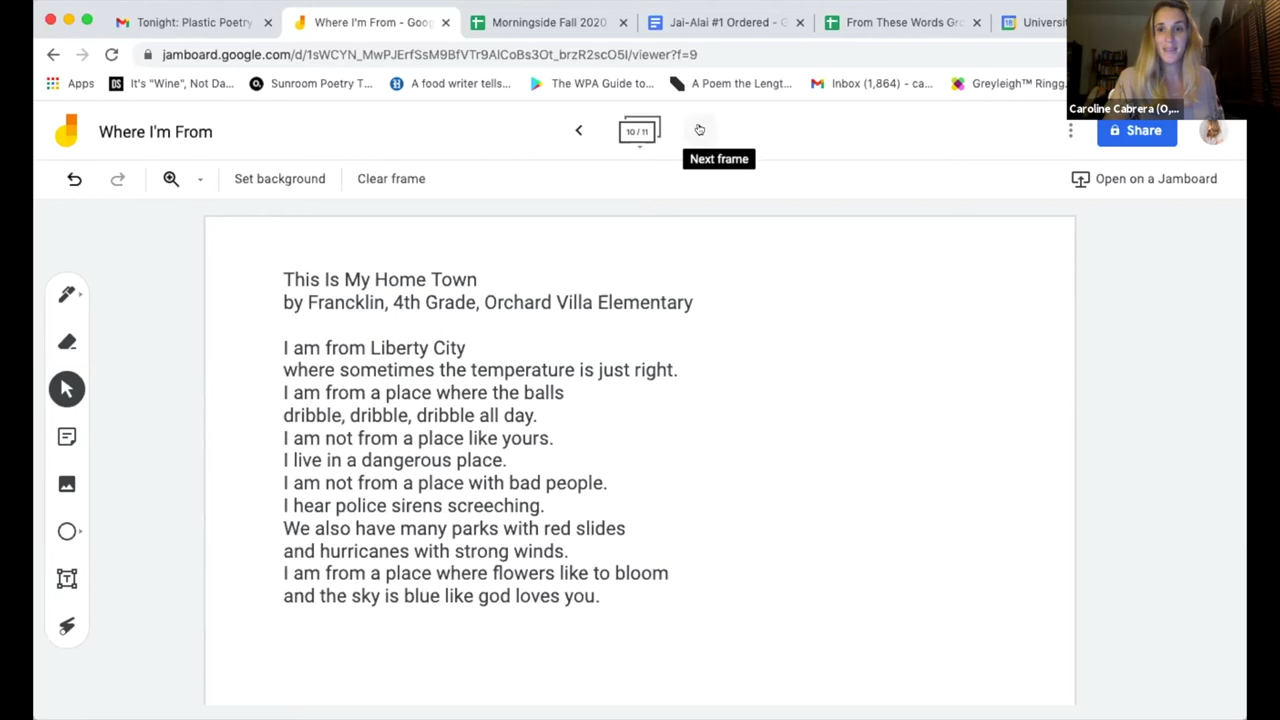 Tonight: Plastic Poetry
Where I'm From - Goog
Morningside Fall 2020
Jai-Alai #1 Ordered - G
From These Words Gr
Universi
jamboard.google.com/d/1sWCYN_MwPJErfSsM9BfVTr9AlCoBs3Ot_brzR2scO5I/viewer?f=9
Apps
It's "Wine", Not Da...
Sunroom Poetry T...
A food writer tells...
The WPA Guide to...
A Poem the Lengt...
Inbox (1,864) - ca...
Greyleigh™ Ringg
Caroline Cabrera (O,...
Where I'm From
10 / 11
Share
Next frame
Set background
Clear frame
Open on a Jamboard
This Is My Home Town
by Francklin, 4th Grade, Orchard Villa Elementary
I am from Liberty City
where sometimes the temperature is just right.
I am from a place where the balls
dribble, dribble, dribble all day.
I am not from a place like yours.
I live in a dangerous place.
I am not from a place with bad people.
I hear police sirens screeching.
We also have many parks with red slides
and hurricanes with strong winds.
I am from a place where flowers like to bloom
and the sky is blue like god loves you.